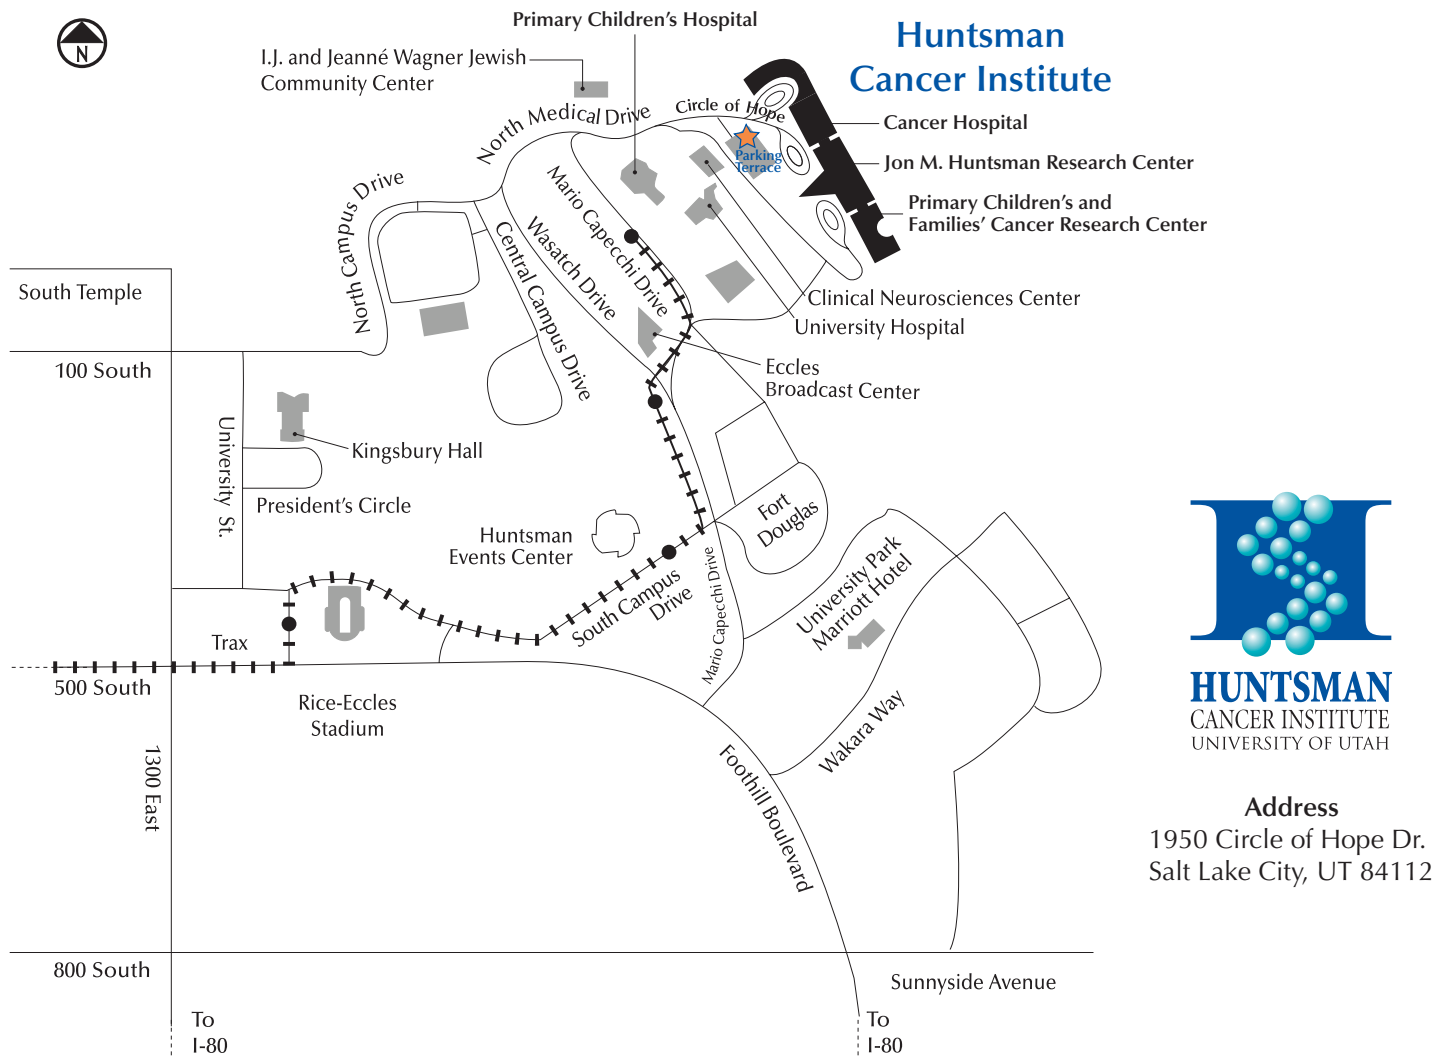 N
Primary Children's Hospital
I.J. and Jeanné Wagner Jewish
Community Center
Huntsman
Cancer Institute
North Medical Drive
Circle of Hope
Parking
Terrace
Cancer Hospital
Jon M. Huntsman Research Center
Primary Children's and
Families' Cancer Research Center
North Campus Drive
Central Campus Drive
Wasatch Drive
Mario Capecchi Drive
South Temple
Clinical Neurosciences Center
University Hospital
100 South
Eccles
Broadcast Center
University St.
Kingsbury Hall
President's Circle
Huntsman
Events Center
Fort
Douglas
University Park
Marriott Hotel
South Campus
Drive
Mario Capecchi Drive
Trax
500 South
Rice-Eccles
Stadium
1300 East
Foothill Boulevard
Wakara Way
HUNTSMAN
CANCER INSTITUTE
UNIVERSITY OF UTAH
Address
1950 Circle of Hope Dr.
Salt Lake City, UT 84112
800 South
Sunnyside Avenue
To
I-80
To
I-80